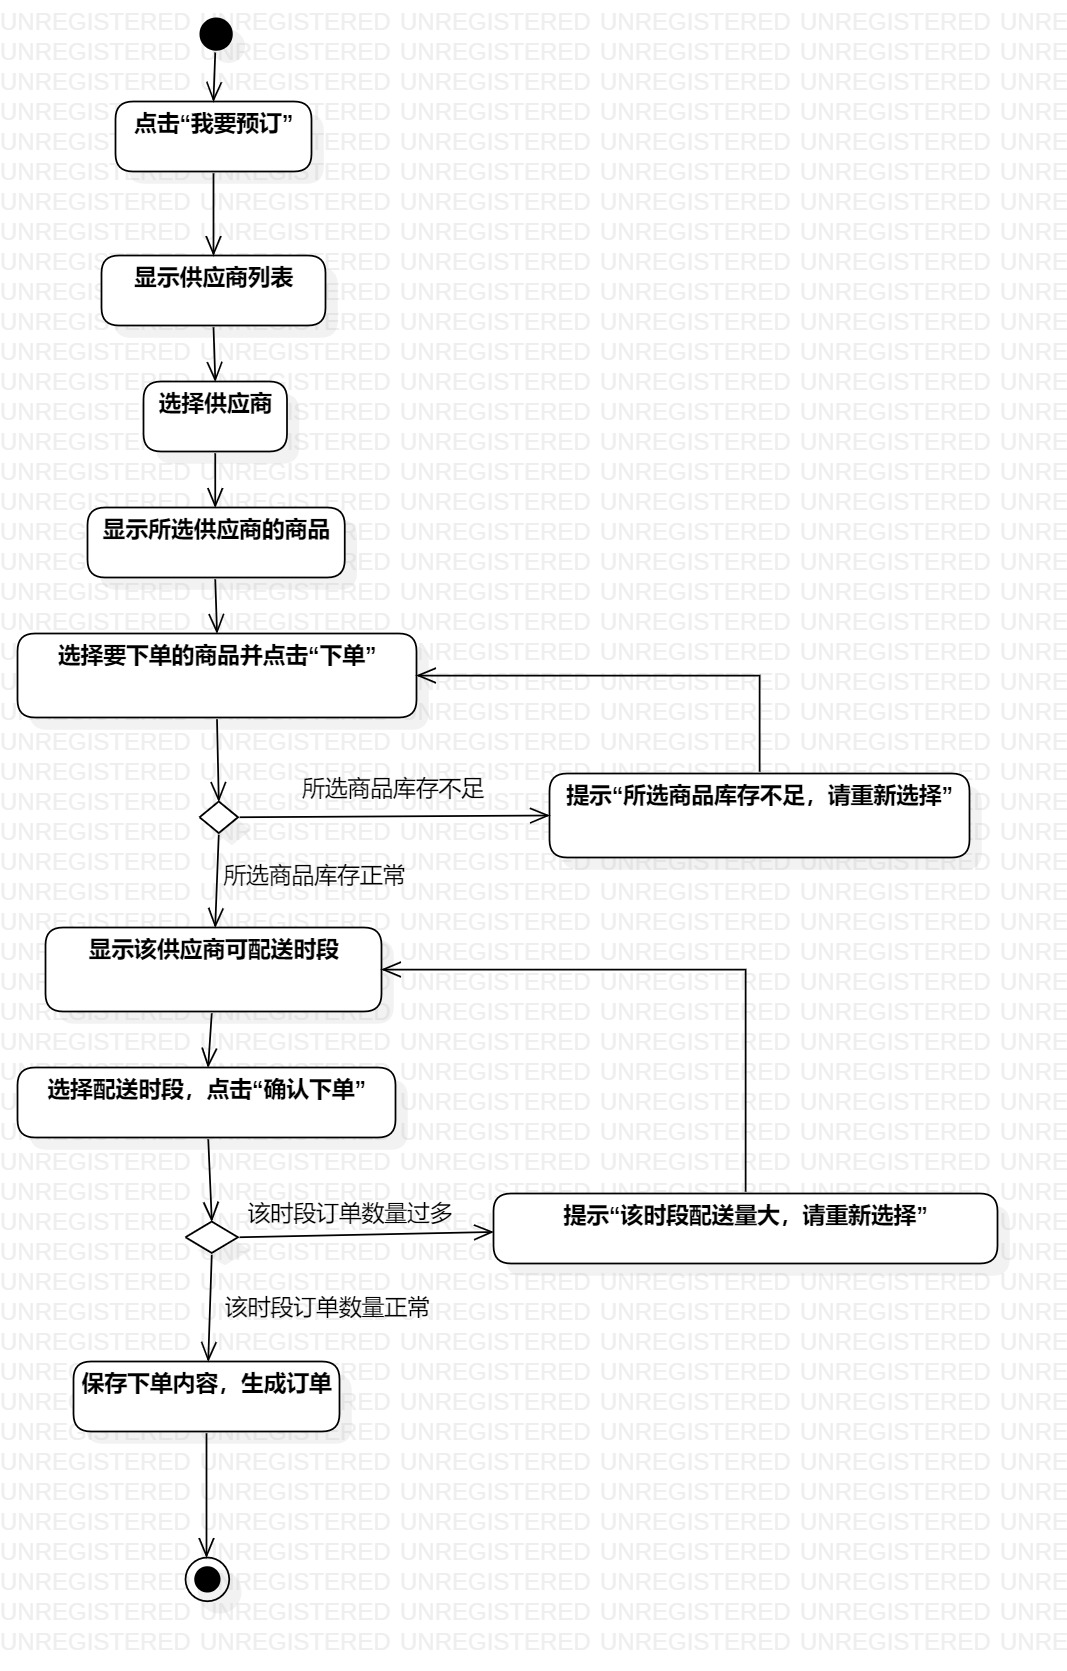 点击“我要预订”
显示供应商列表
选择供应商
显示所选供应商的商品
选择要下单的商品并点击“下单”
所选商品库存不足
提示“所选商品库存不足，请重新选择”
所选商品库存正常
显示该供应商可配送时段
选择配送时段，点击“确认下单”
该时段订单数量过多
提示“该时段配送量大，请重新选择”
该时段订单数量正常
保存下单内容，生成订单
UNREGISTERED